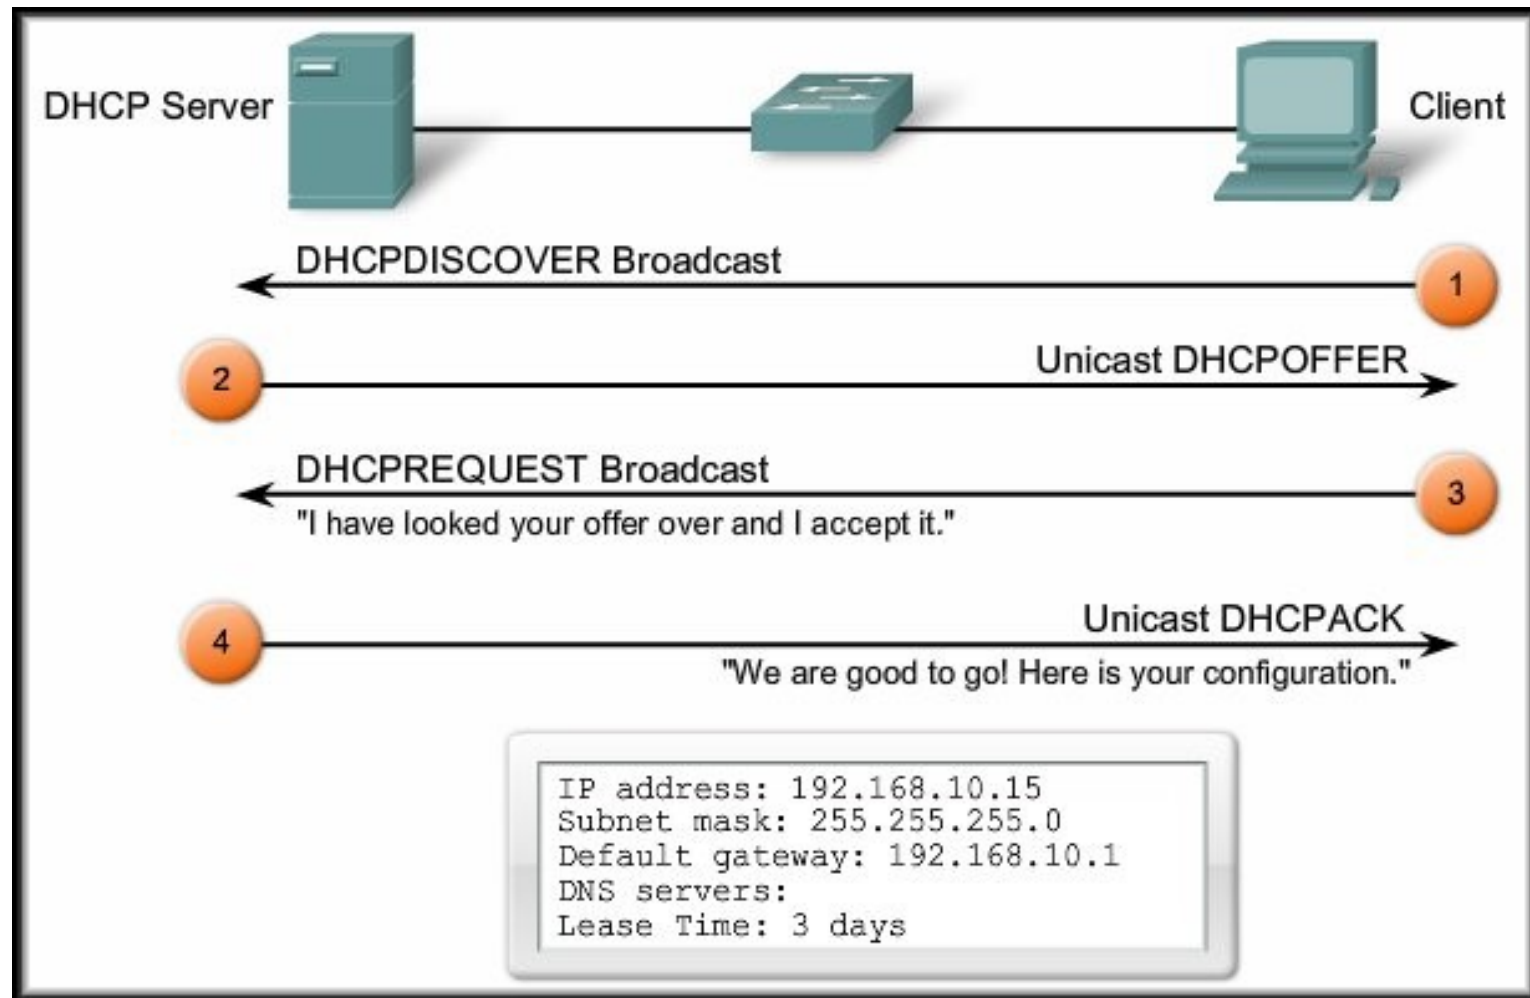 DHCP Server
Client
DHCPDISCOVER Broadcast
1
Unicast DHCPOFFER
2
DHCPREQUEST Broadcast
3
"I have looked your offer over and I accept it."
Unicast DHCPACK
4
"We are good to go! Here is your configuration."
IP address: 192.168.10.15
Subnet mask: 255.255.255.0
Default gateway: 192.168.10.1
DNS servers:
Lease Time: 3 days